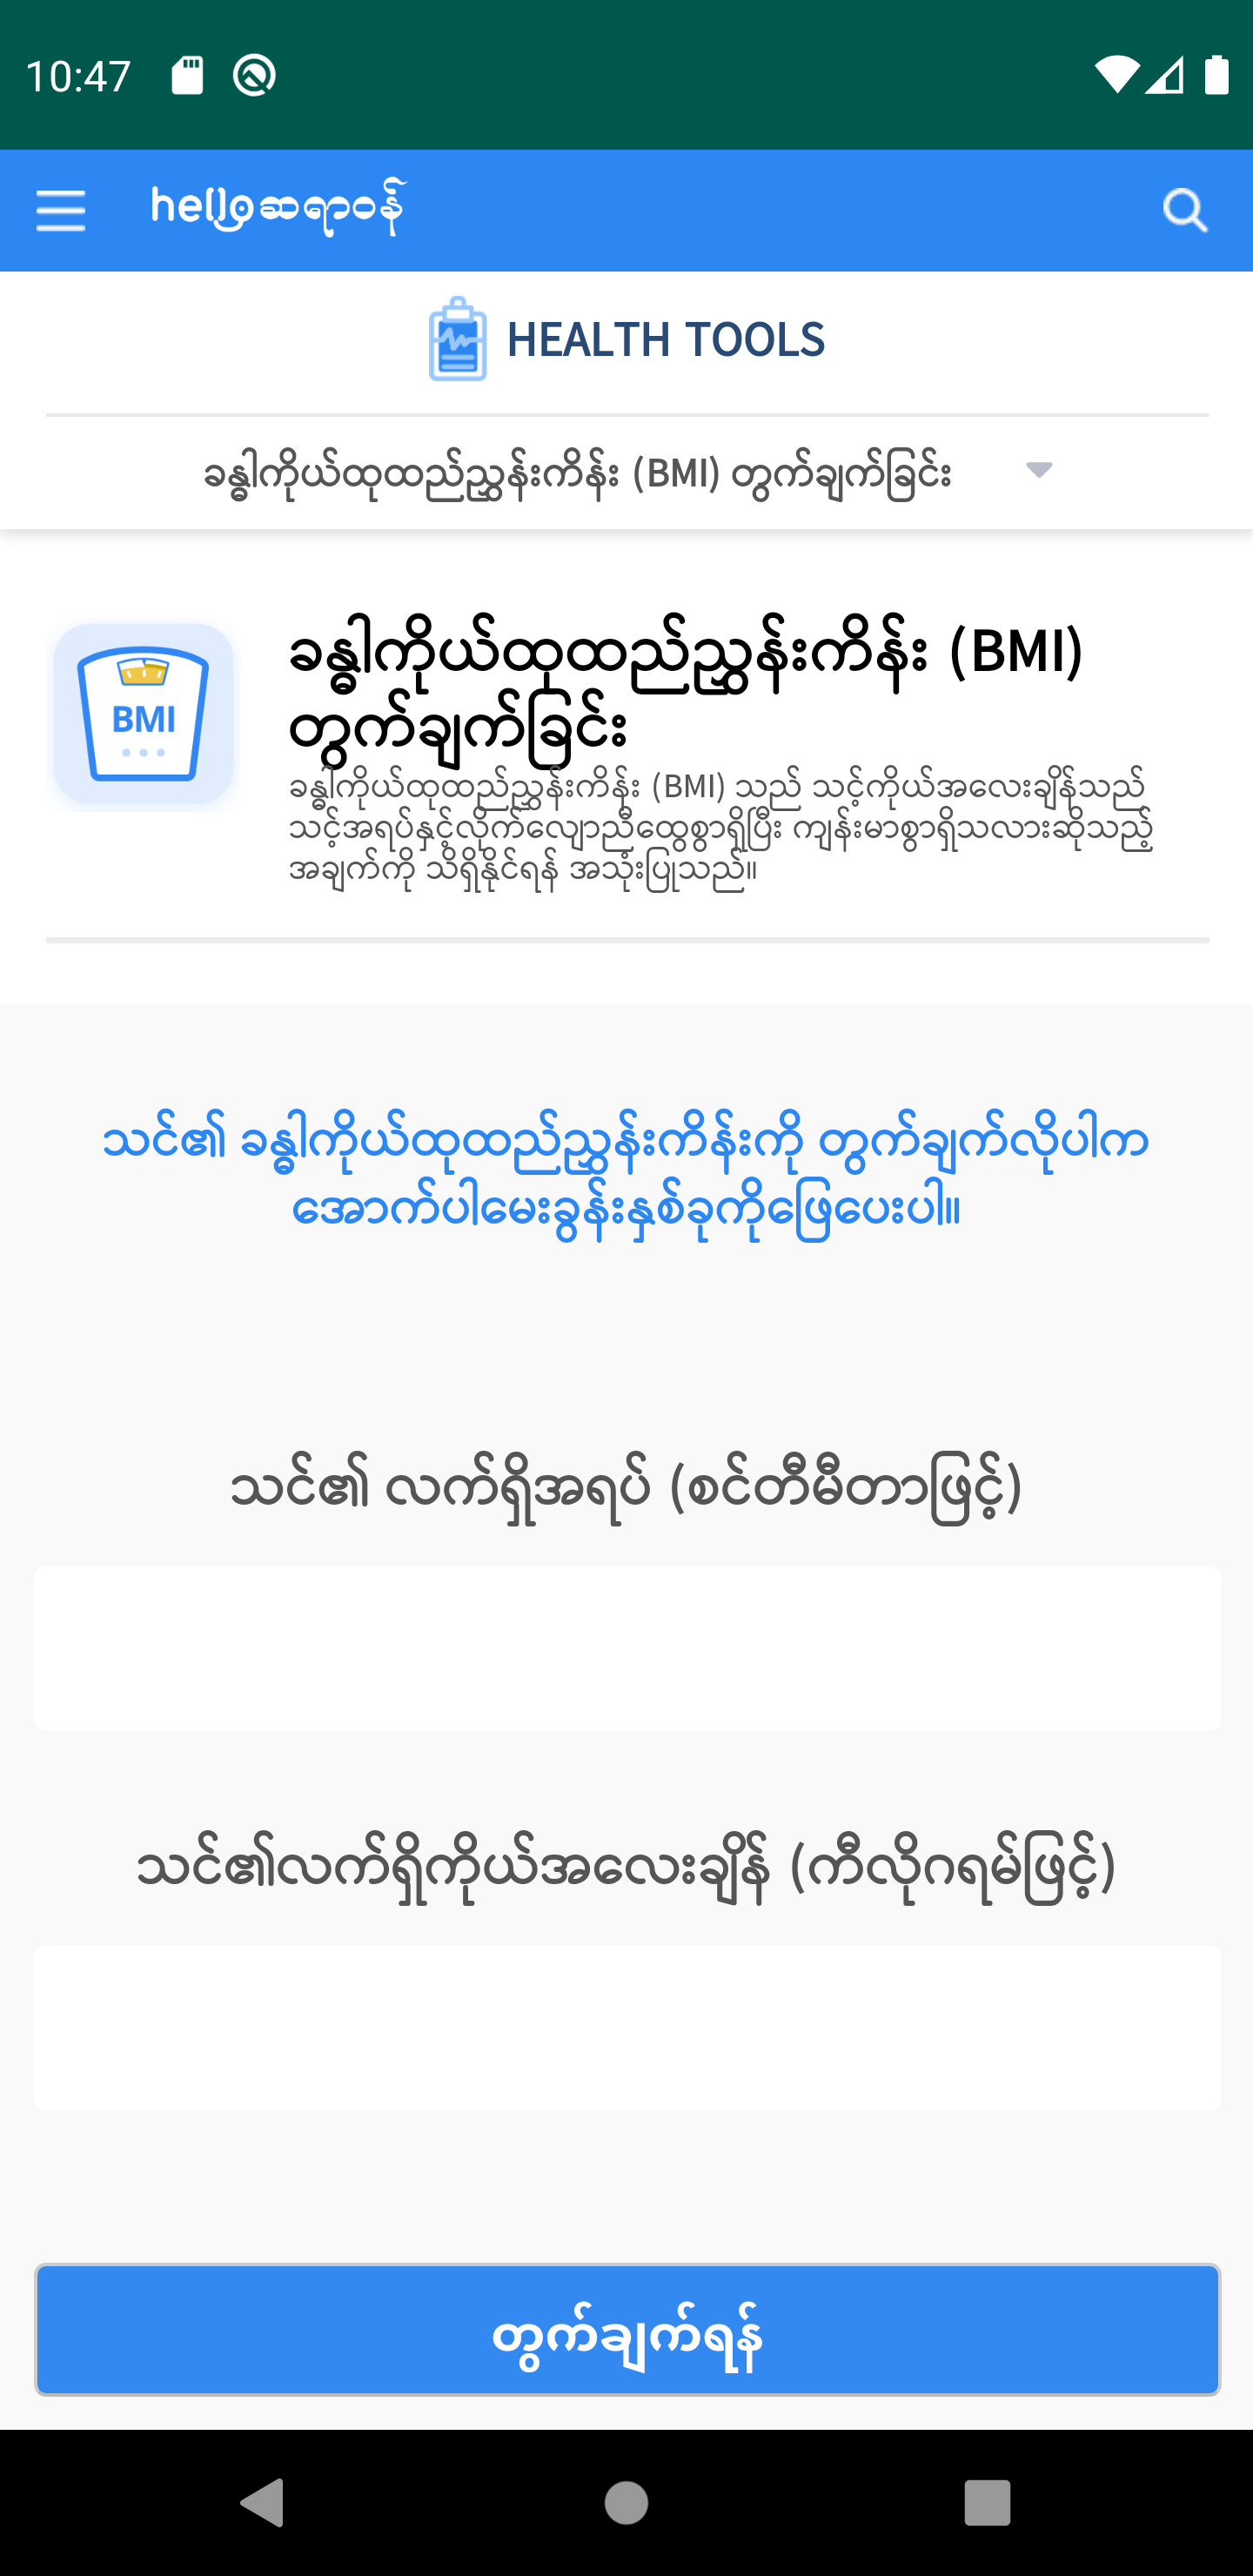 10:47
helloဆရာဝန်
HEALTH TOOLS
ခန္ဓါကိုယ်ထုထည်ညွှန်းကိန်း (BMI) တွက်ချက်ခြင်း
BMI
ခန္ဓါကိုယ်ထုထည်ညွှန်းကိန်း (BMI)
တွက်ချက်ခြင်း
ခန္ဓါကိုယ်ထုထည်ညွှန်းကိန်း (BMI) သည် သင့်ကိုယ်အလေးချိန်သည်
သင့်အရပ်နှင့်လိုက်လျောညီထွေစွာရှိပြီး ကျန်းမာစွာရှိသလားဆိုသည့်
အချက်ကို သိရှိနိုင်ရန် အသုံးပြုသည်။
သင်၏ ခန္ဓါကိုယ်ထုထည်ညွှန်းကိန်းကို တွက်ချက်လိုပါက
အောက်ပါမေးခွန်းနှစ်ခုကိုဖြေပေးပါ။
သင်၏ လက်ရှိအရပ် (စင်တီမီတာဖြင့်)
သင်၏လက်ရှိကိုယ်အလေးချိန် (ကီလိုဂရမ်ဖြင့်)
တွက်ချက်ရန်